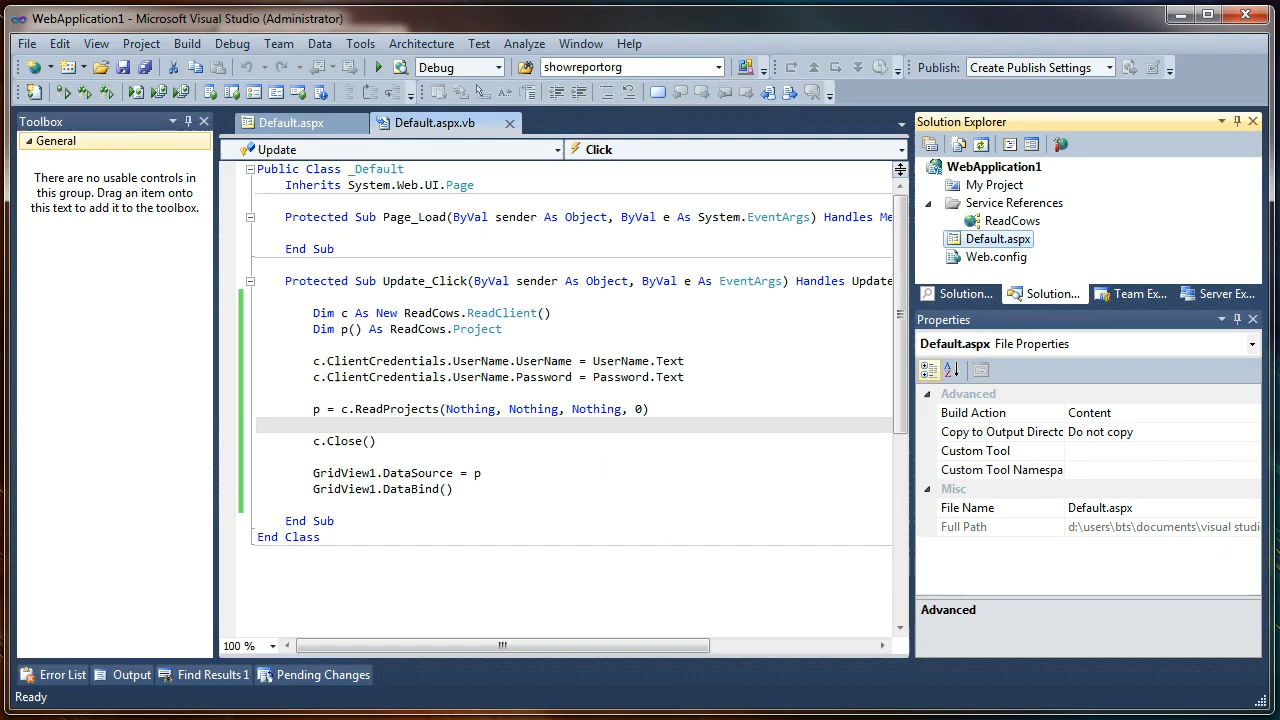 WebApplication1 - Microsoft Visual Studio (Administrator)
File Edit View Project Build Debug Team Data Tools Architecture Test Analyze Window Help
Debug showreportorg Publish: Create Publish Settings
Toolbox
General
There are no usable controls in
this group. Drag an item onto
this text to add it to the toolbox.
Default.aspx Default.aspx.vb
Update Click
Public Class _Default
Inherits System.Web.UI.Page
Protected Sub Page_Load(ByVal sender As Object, ByVal e As System.EventArgs) Handles Me
End Sub
Protected Sub Update_Click(ByVal sender As Object, ByVal e As EventArgs) Handles Update
Dim c As New ReadCows.ReadClient()
Dim p() As ReadCows.Project
c.ClientCredentials.UserName.UserName = UserName.Text
c.ClientCredentials.UserName.Password = Password.Text
p = c.ReadProjects(Nothing, Nothing, Nothing, 0)
c.Close()
GridView1.DataSource = p
GridView1.DataBind()
End Sub
End Class
100 %
Solution Explorer
WebApplication1
My Project
Service References
ReadCows
Default.aspx
Web.config
Solution... Solution... Team Ex... Server Ex...
Properties
Default.aspx File Properties
Advanced
Build Action Content
Copy to Output Directo Do not copy
Custom Tool
Custom Tool Namespa
Misc
File Name Default.aspx
Full Path d:\users\bts\documents\visual studi
Advanced
Error List Output Find Results 1 Pending Changes
Ready